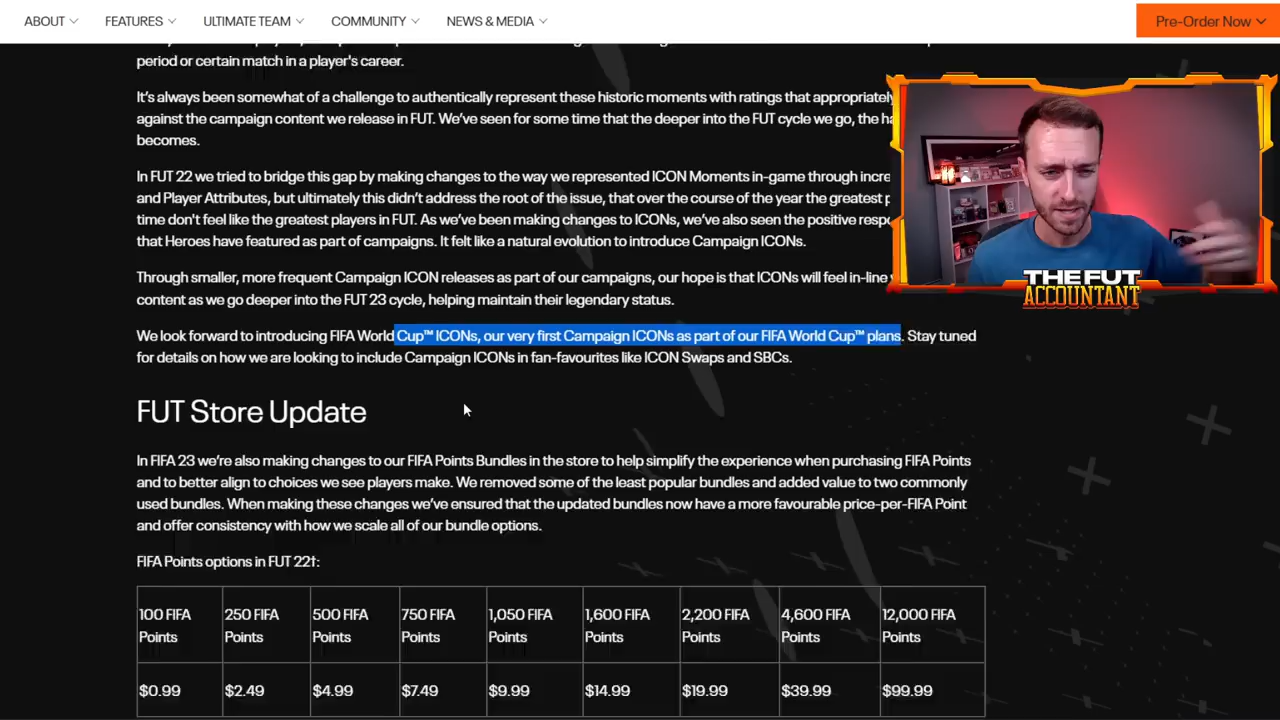 ABOUT FEATURES ULTIMATE TEAM COMMUNITY NEWS & MEDIA Pre-Order Now
period or certain match in a player's career.
It's always been somewhat of a challenge to authentically represent these historic moments with ratings that appropriately
against the campaign content we release in FUT. We've seen for some time that the deeper into the FUT cycle we go, the
becomes.
In FUT 22 we tried to bridge this gap by making changes to the way we represented ICON Moments in-game through
and Player Attributes, but ultimately this didn't address the root of the issue, that over the course of the year the greatest
time don't feel like the greatest players in FUT. As we've been making changes to ICONs, we've also seen the positive
that Heroes have featured as part of campaigns. It felt like a natural evolution to introduce Campaign ICONs.
Through smaller, more frequent Campaign ICON releases as part of our campaigns, our hope is that ICONs will feel in-line
content as we go deeper into the FUT 23 cycle, helping maintain their legendary status.
THE FUT
ACCOUNTANT
We look forward to introducing FIFA World Cup™ ICONs, our very first Campaign ICONs as part of our FIFA World Cup™ plans. Stay tuned
for details on how we are looking to include Campaign ICONs in fan-favourites like ICON Swaps and SBCs.
FUT Store Update
In FIFA 23 we're also making changes to our FIFA Points Bundles in the store to help simplify the experience when purchasing FIFA Points
and to better align to choices we see players make. We removed some of the least popular bundles and added value to two commonly
used bundles. When making these changes we've ensured that the updated bundles now have a more favourable price-per-FIFA Point
and offer consistency with how we scale all of our bundle options.
FIFA Points options in FUT 22†:
100 FIFA 250 FIFA 500 FIFA 750 FIFA 1,050 FIFA 1,600 FIFA 2,200 FIFA 4,600 FIFA 12,000 FIFA
Points Points Points Points Points Points Points Points Points
$0.99 $2.49 $4.99 $7.49 $9.99 $14.99 $19.99 $39.99 $99.99